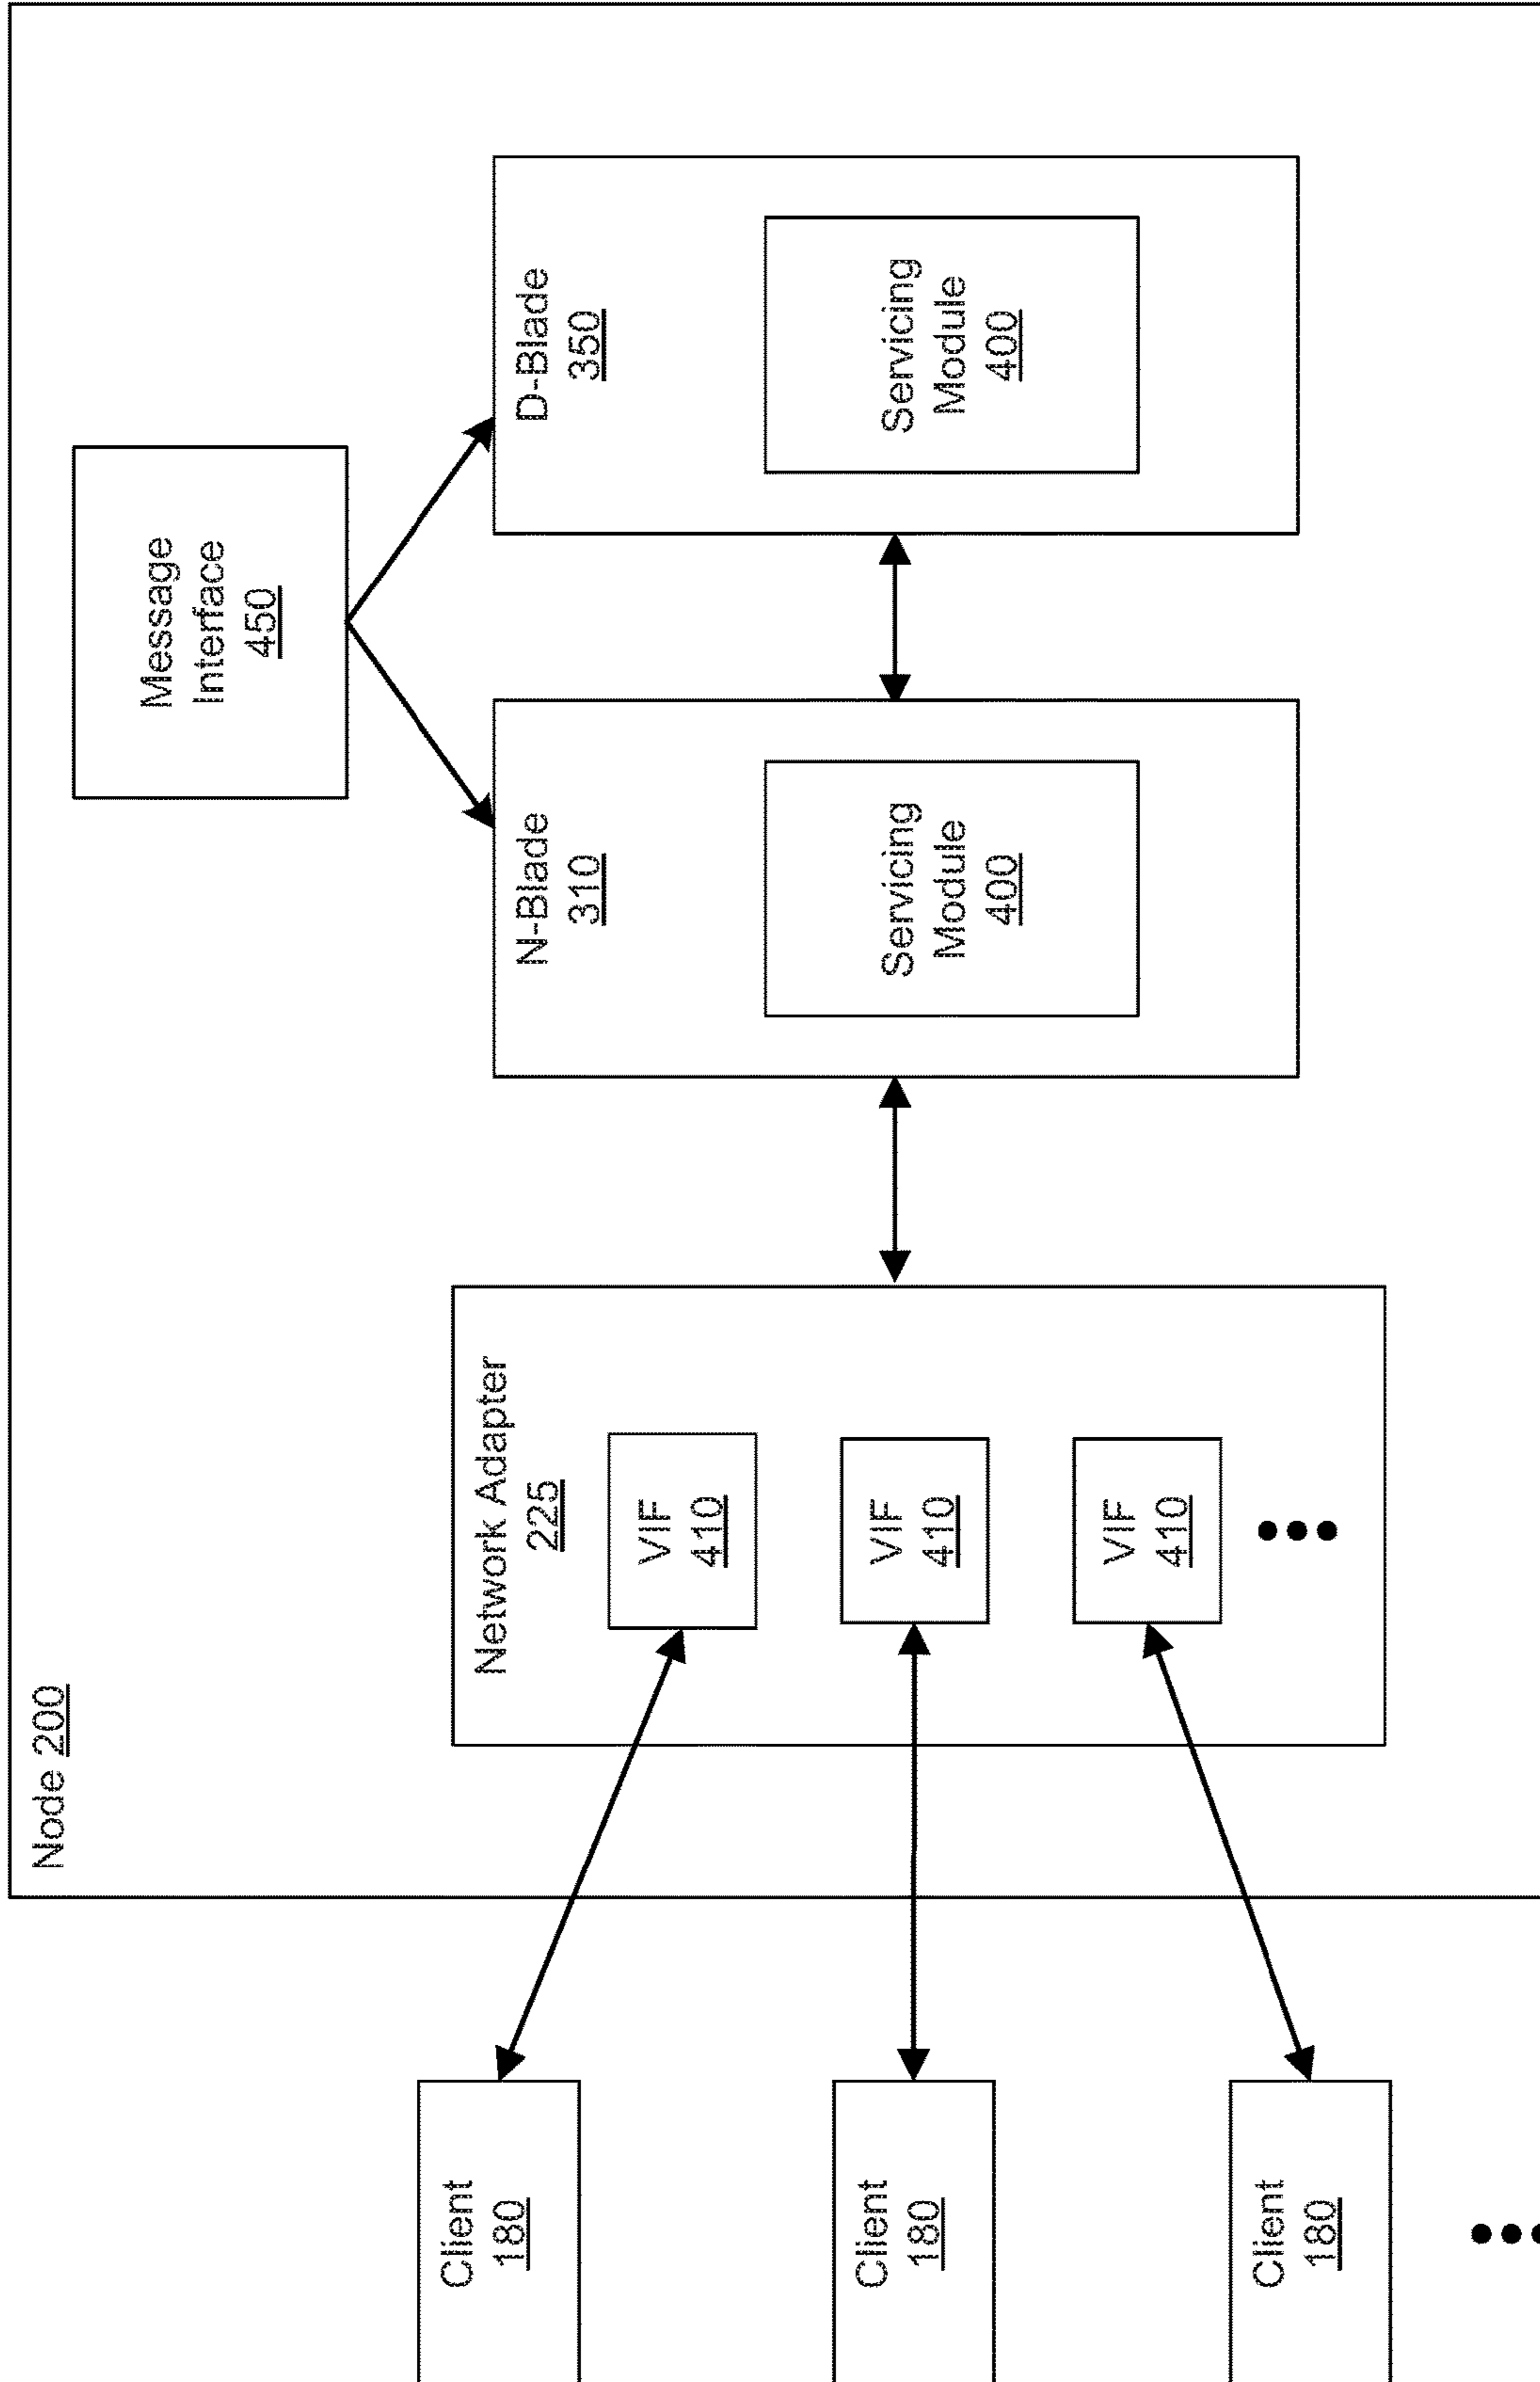 Node 200
Message
Interface
450
Client
180
Client
180
Client
180
Network Adapter
225
VIF
410
VIF
410
VIF
410
N-Blade
310
Servicing
Module
400
D-Blade
350
Servicing
Module
400